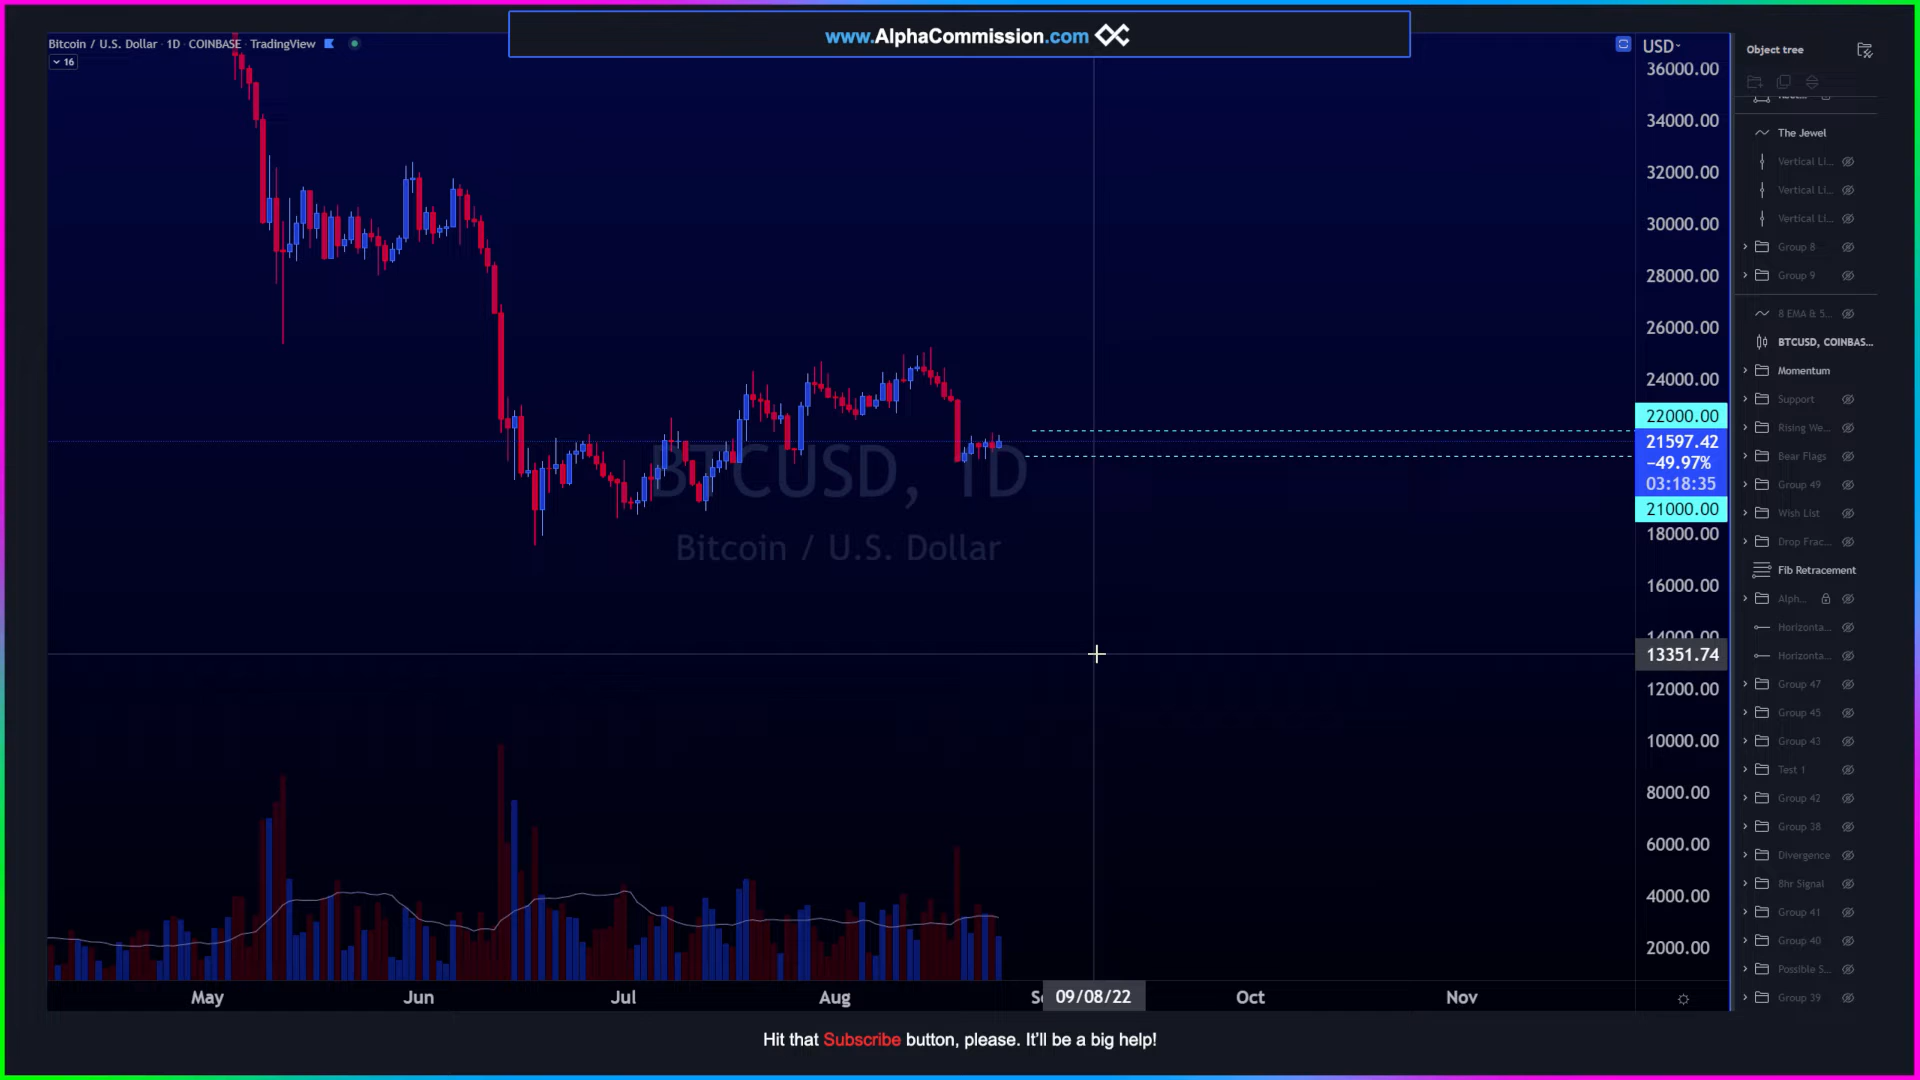 www.AlphaCommission.com
Bitcoin / U.S. Dollar · 1D · COINBASE · TradingView
16
USD
36000.00
34000.00
32000.00
30000.00
28000.00
26000.00
24000.00
22000.00
21597.42
−49.97%
03:18:35
21000.00
18000.00
16000.00
14000.00
13351.74
12000.00
10000.00
8000.00
6000.00
4000.00
2000.00
BTCUSD, 1D
Bitcoin / U.S. Dollar
May
Jun
Jul
Aug
09/08/22
Oct
Nov
Object tree
The Jewel
Vertical Li...
Vertical Li...
Vertical Li...
Group 8
Group 9
8 EMA & 5...
BTCUSD, COINBAS...
Momentum
Support
Rising We...
Bear Flags
Group 49
Wish List
Drop Frac...
Fib Retracement
Alph...
Horizonta...
Horizonta...
Group 47
Group 45
Group 43
Test 1
Group 42
Group 38
Divergence
8hr Signal
Group 41
Group 40
Possible S...
Group 39
Hit that Subscribe button, please. It'll be a big help!